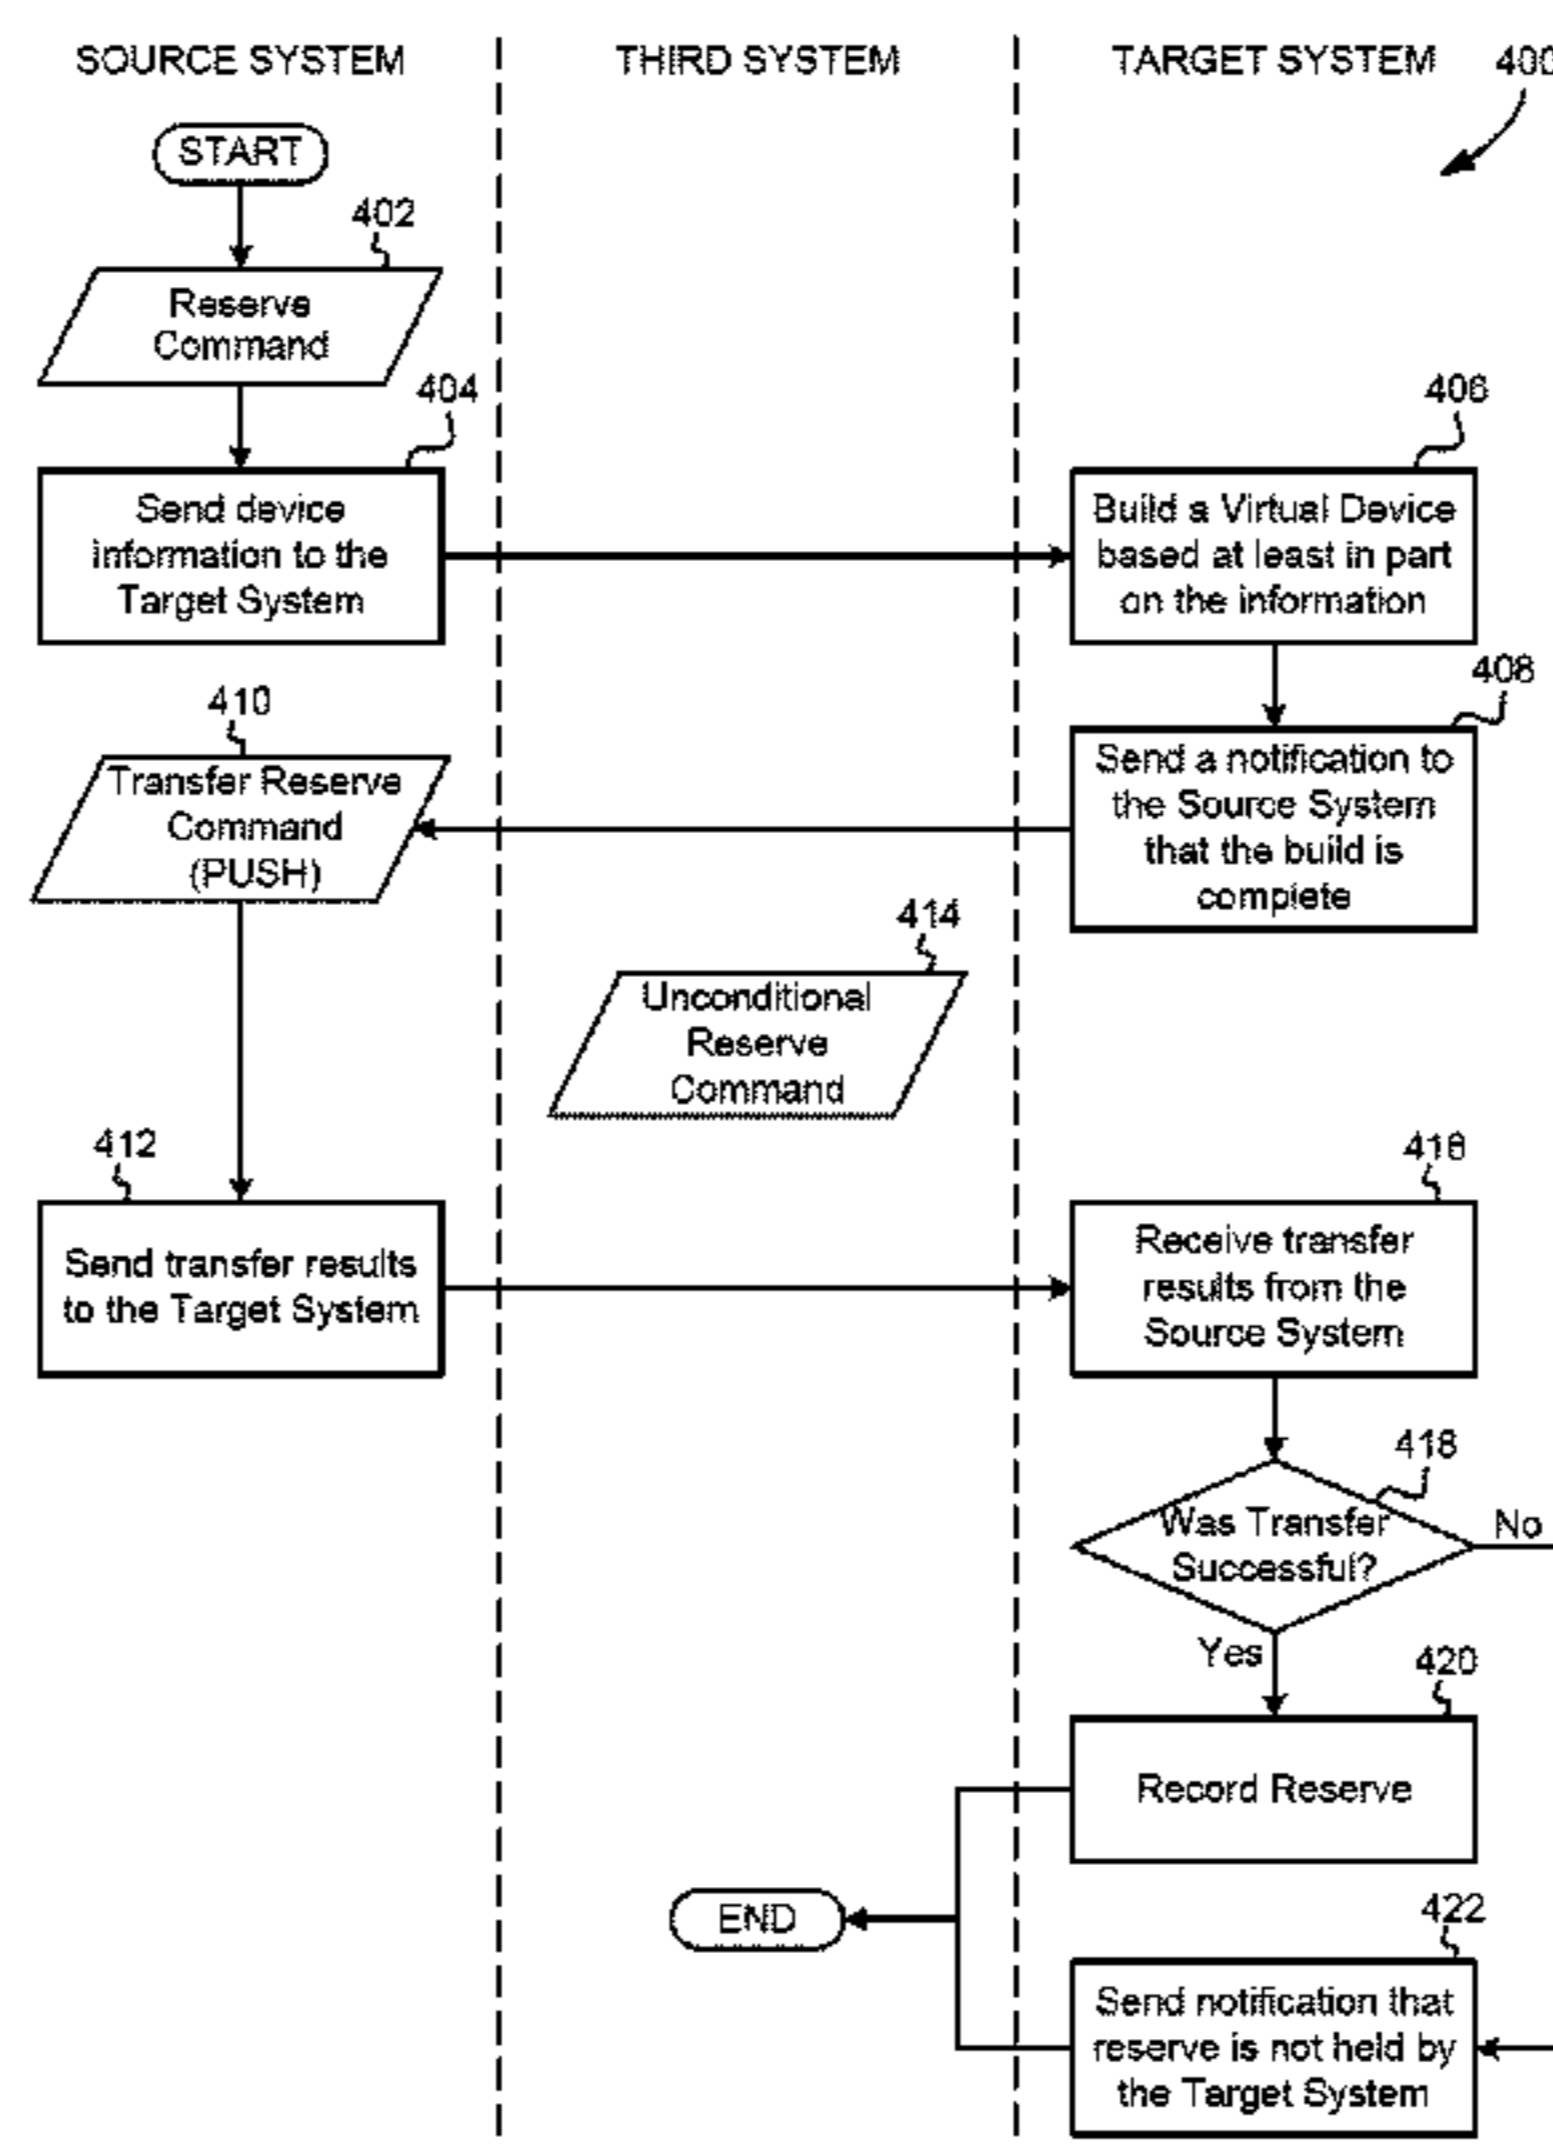 SOURCE SYSTEM
THIRD SYSTEM
TARGET SYSTEM
400
START
402
Reserve
Command
404
Send device
information to the
Target System
406
Build a Virtual Device
based at least in part
on the information
408
Send a notification to
the Source System
that the build is
complete
410
Transfer Reserve
Command
(PUSH)
414
Unconditional
Reserve
Command
412
Send transfer results
to the Target System
416
Receive transfer
results from the
Source System
418
Was Transfer
Successful?
No
Yes
420
Record Reserve
END
422
Send notification that
reserve is not held by
the Target System